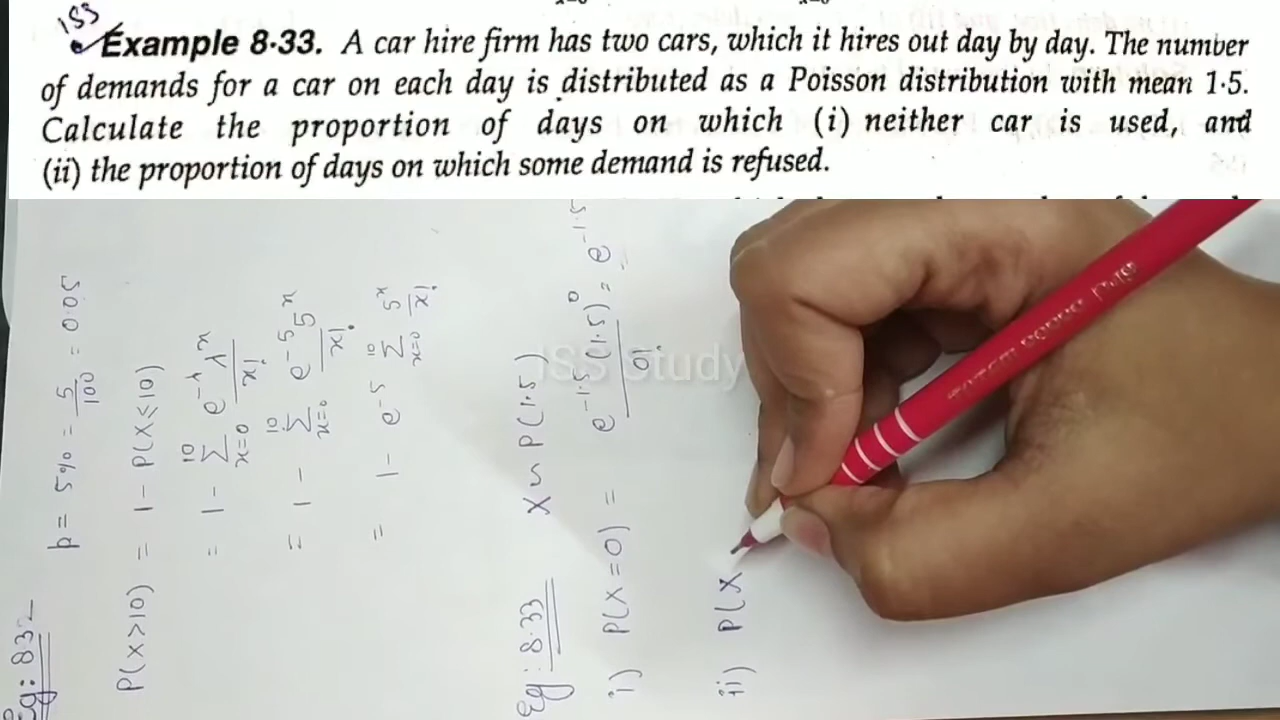 ISS
Example 8·33. A car hire firm has two cars, which it hires out day by day. The number
of demands for a car on each day is distributed as a Poisson distribution with mean 1·5.
Calculate the proportion of days on which (i) neither car is used, and
(ii) the proportion of days on which some demand is refused.
Eg: 8.32
p = 5% = 5/100 = 0.05
P(X>10) = 1 - P(X≤10)
= 1 - 10 Σ x=0 e^-λ λ^x / x!
= 1 - 10 Σ x=0 e^-5 5^x / x!
= 1 - e^-5 10 Σ x=0 5^x / x!
Eg: 8.33 X ~ P(1.5)
i) P(X=0) = e^-1.5 (1.5)^0 / 0! = e^-1.5
ii) P(X
ISS Study